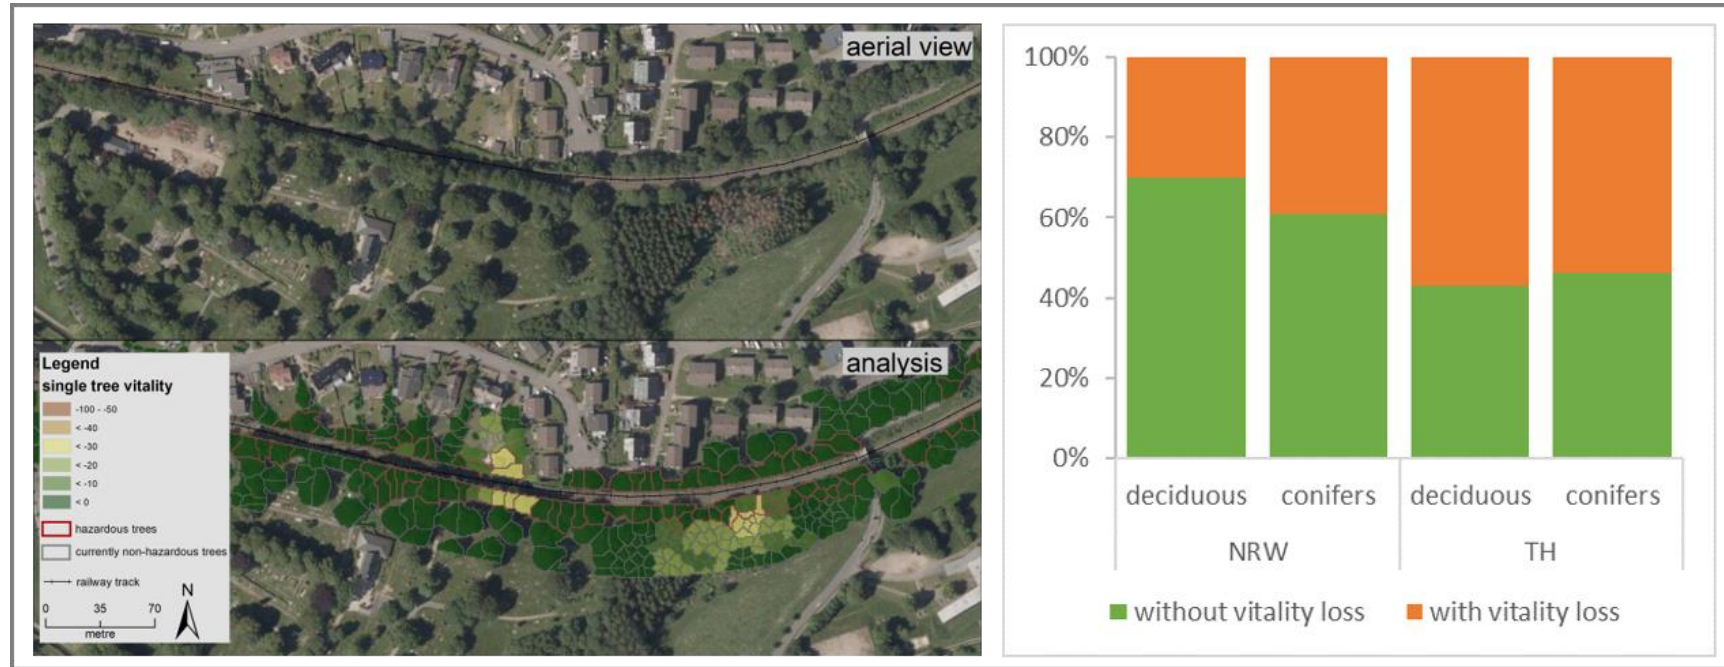 aerial view
analysis
Legend
single tree vitality
-100 - -50
< -40
< -30
< -20
< -10
< 0
hazardous trees
currently non-hazardous trees
railway track
N
0 35 70
metre
100%
80%
60%
40%
20%
0%
deciduous conifers deciduous conifers
NRW TH
without vitality loss with vitality loss